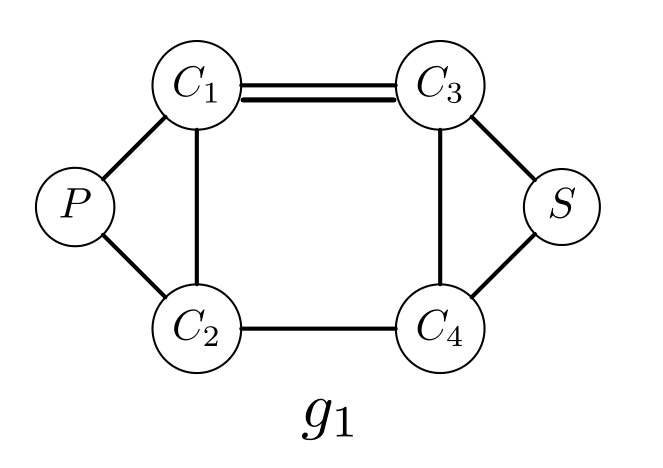 C₁ C₃
P S
C₂ C₄
g₁